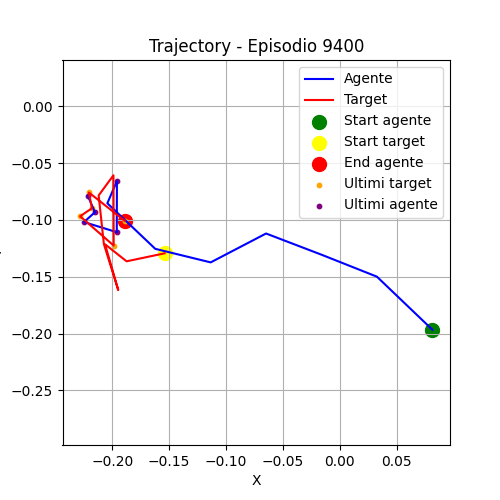 Trajectory - Episodio 9400
Agente
Target
Start agente
Start target
End agente
Ultimi target
Ultimi agente
0.00
−0.05
−0.10
−0.15
−0.20
−0.25
−0.20
−0.15
−0.10
−0.05
0.00
0.05
X